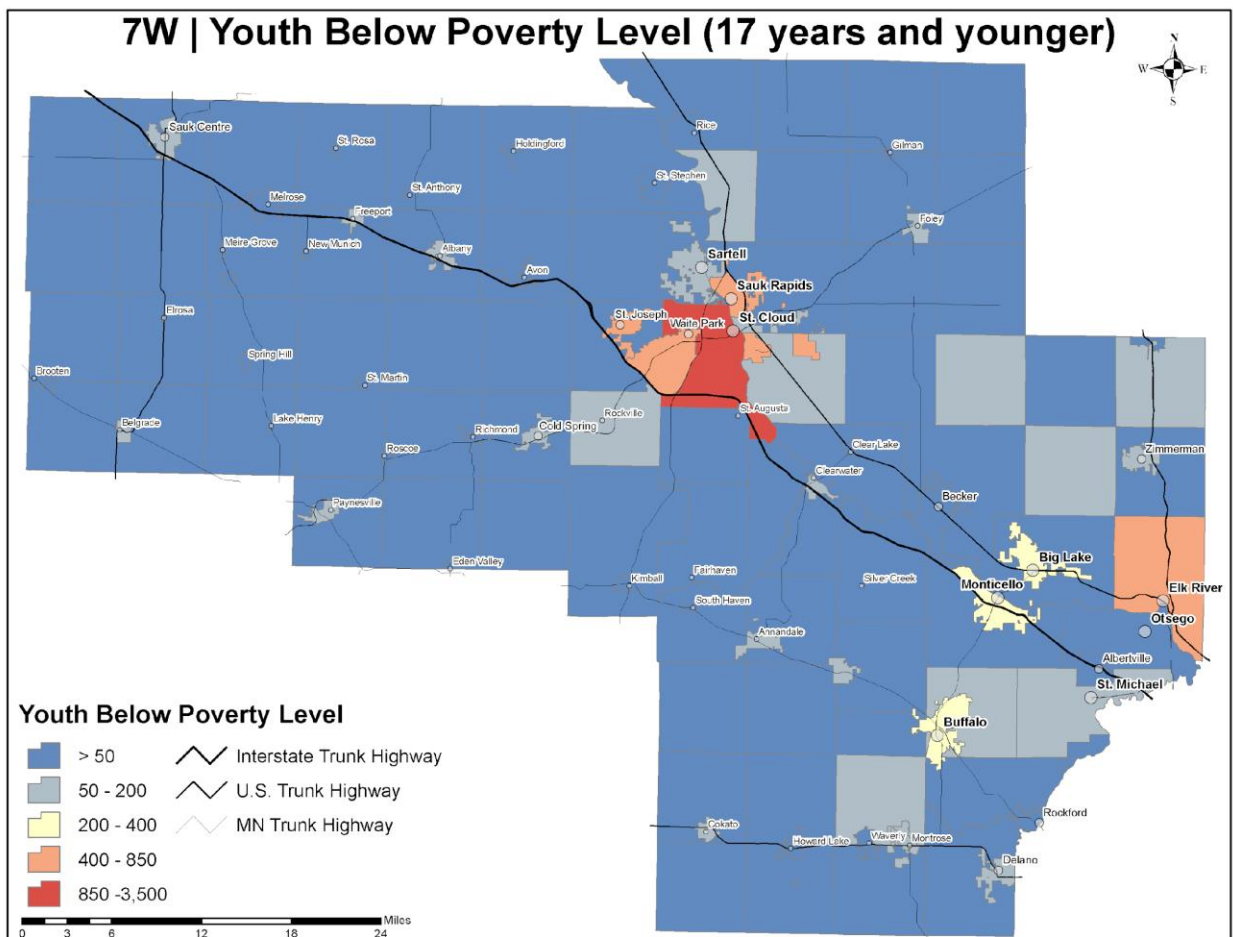 7W | Youth Below Poverty Level (17 years and younger)
N
W E
S
Sauk Centre
St. Rosa
Holdingford
Rice
Gilman
St. Stephen
Melrose
St. Anthony
Freeport
Foley
Meire Grove
New Munich
Albany
Avon
Sartell
Sauk Rapids
Elrosa
St. Joseph
Waite Park
St. Cloud
Spring Hill
Brooten
St. Martin
Belgrade
Lake Henry
Richmond
Cold Spring
Rockville
St. Augusta
Roscoe
Clear Lake
Zimmerman
Clearwater
Paynesville
Becker
Eden Valley
Kimball
Fairhaven
Silver Creek
Big Lake
Monticello
Elk River
South Haven
Otsego
Annandale
Albertville
St. Michael
Buffalo
Cokato
Howard Lake
Waverly
Montrose
Rockford
Delano
Youth Below Poverty Level
> 50
50 - 200
200 - 400
400 - 850
850 -3,500
Interstate Trunk Highway
U.S. Trunk Highway
MN Trunk Highway
Miles
0 3 6 12 18 24